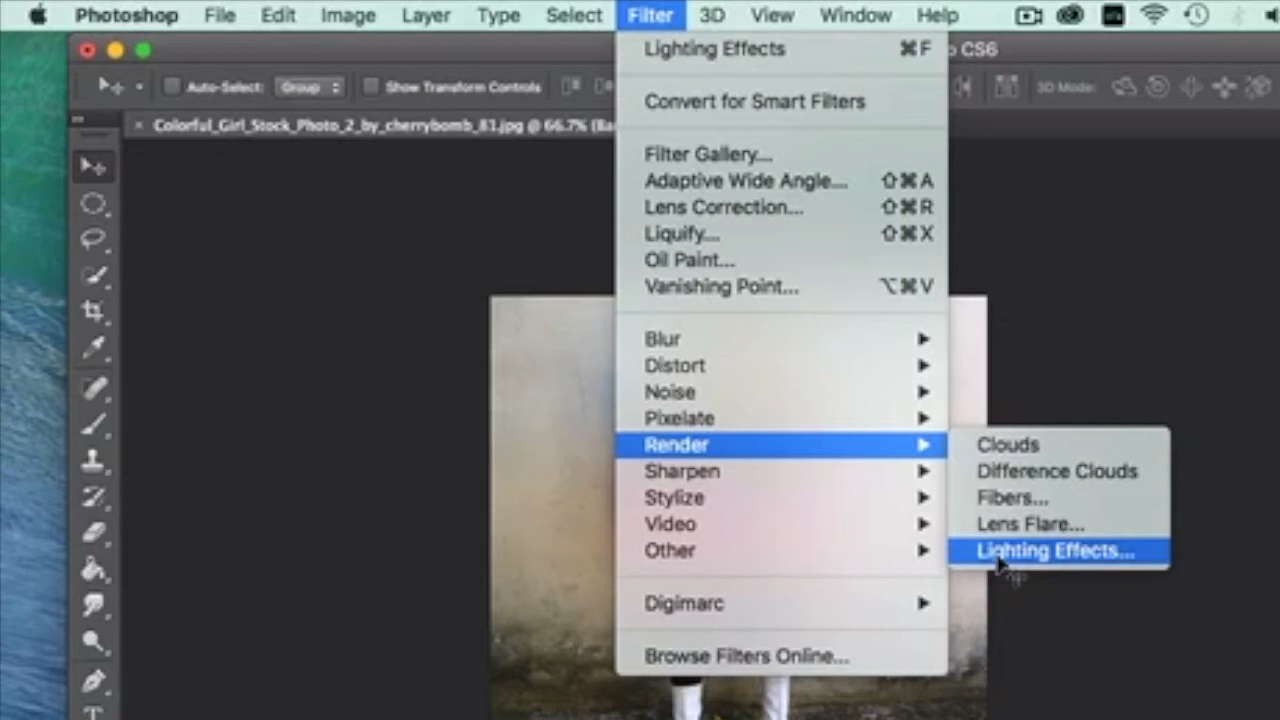 Photoshop File Edit Image Layer Type Select Filter 3D View Window Help
Lighting Effects ⌘F
CS6
Auto-Select: Group Show Transform Controls 3D Mode:
Convert for Smart Filters
Colorful_Girl_Stock_Photo_2_by_cherrybomb_81.jpg @ 66.7%
Filter Gallery...
Adaptive Wide Angle... ⇧⌘A
Lens Correction... ⇧⌘R
Liquify... ⇧⌘X
Oil Paint...
Vanishing Point... ⌥⌘V
Blur
Distort
Noise
Pixelate
Render
Sharpen
Stylize
Video
Other
Digimarc
Browse Filters Online...
Clouds
Difference Clouds
Fibers...
Lens Flare...
Lighting Effects...